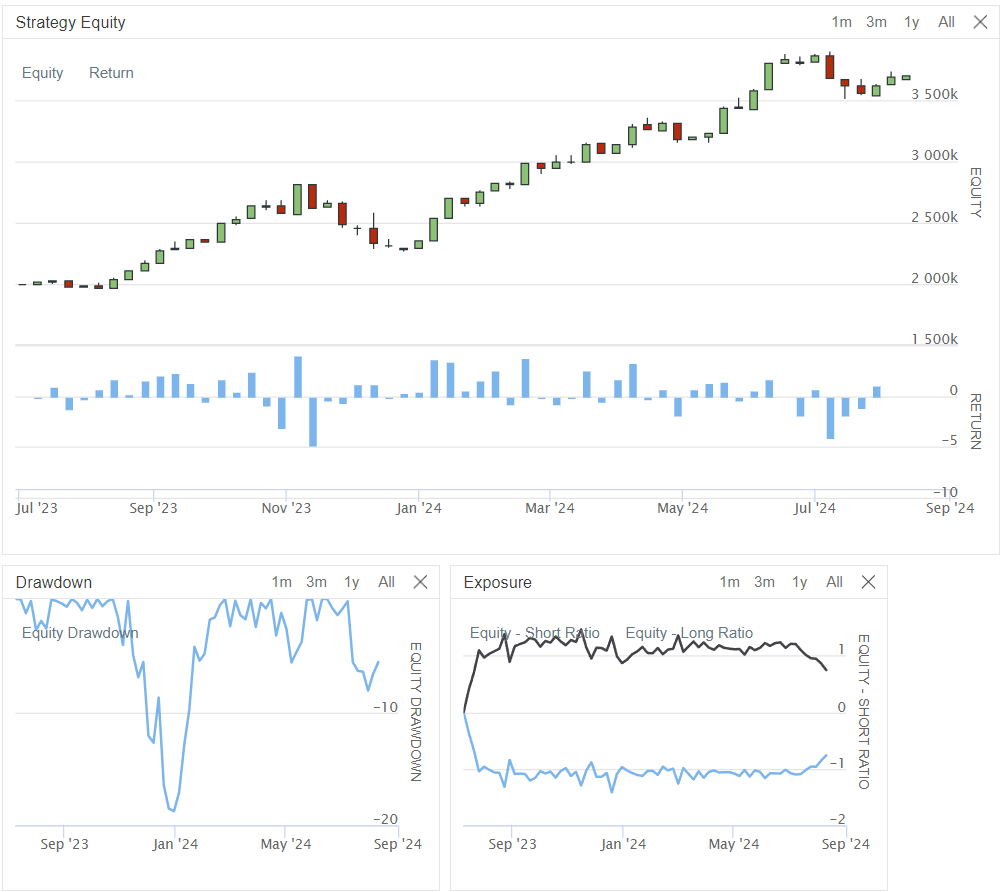 Strategy Equity 1m 3m 1y All
Equity Return
3 500k
3 000k
EQUITY
2 500k
2 000k
1 500k
0
RETURN
−5
−10
Jul '23 Sep '23 Nov '23 Jan '24 Mar '24 May '24 Jul '24 Sep '24
Drawdown 1m 3m 1y All
Equity Drawdown
EQUITY DRAWDOWN
−10
−20
Sep '23 Jan '24 May '24 Sep '24
Exposure 1m 3m 1y All
Equity - Short Ratio Equity - Long Ratio
1
EQUITY - SHORT RATIO
0
−1
−2
Sep '23 Jan '24 May '24 Sep '24